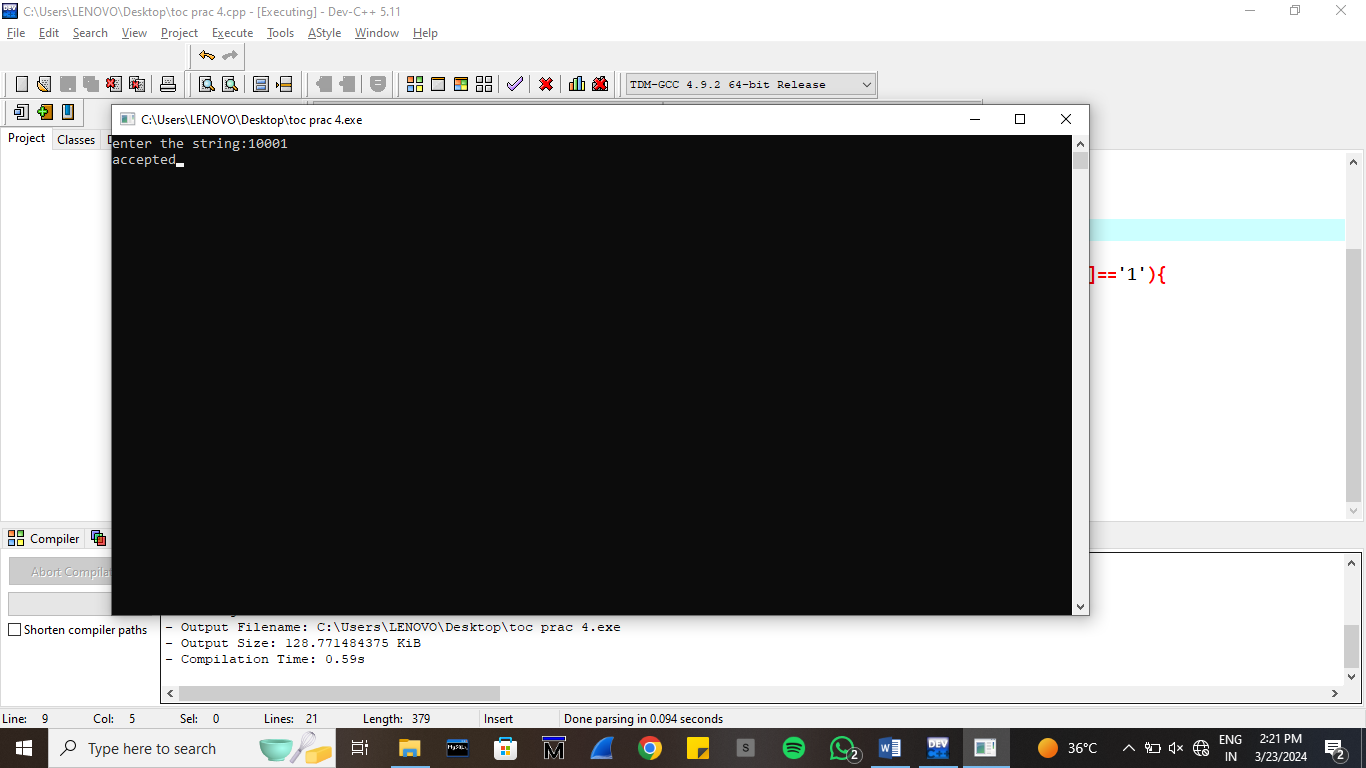 C:\Users\LENOVO\Desktop\toc prac 4.cpp - [Executing] - Dev-C++ 5.11
File Edit Search View Project Execute Tools AStyle Window Help
TDM-GCC 4.9.2 64-bit Release
C:\Users\LENOVO\Desktop\toc prac 4.exe
Project Classes
enter the string:10001
accepted
]=='1'){
Compiler
Abort Compilat
Shorten compiler paths
- Output Filename: C:\Users\LENOVO\Desktop\toc prac 4.exe
- Output Size: 128.771484375 KiB
- Compilation Time: 0.59s
Line: 9 Col: 5 Sel: 0 Lines: 21 Length: 379 Insert Done parsing in 0.094 seconds
Type here to search
MySQL
DEV
36°C
ENG
IN
2:21 PM
3/23/2024
2
2